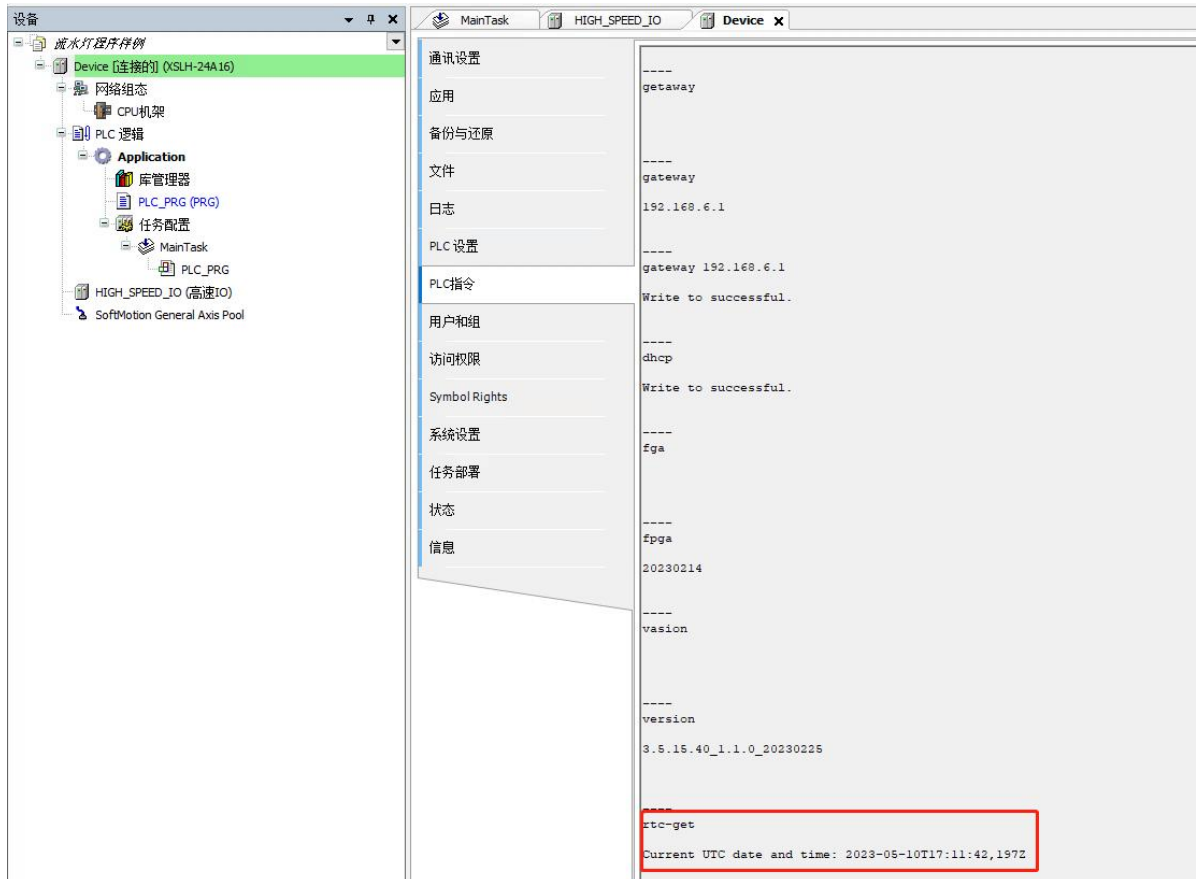 设备
流水灯程序样例
Device [连接的] (XSLH-24A16)
网络组态
CPU机架
PLC 逻辑
Application
库管理器
PLC_PRG (PRG)
任务配置
MainTask
PLC_PRG
HIGH_SPEED_IO (高速IO)
SoftMotion General Axis Pool
MainTask
HIGH_SPEED_IO
Device
通讯设置
应用
备份与还原
文件
日志
PLC 设置
PLC指令
用户和组
访问权限
Symbol Rights
系统设置
任务部署
状态
信息
----
getaway
----
gateway
192.168.6.1
----
gateway 192.168.6.1
Write to successful.
----
dhcp
Write to successful.
----
fga
----
fpga
20230214
----
vasion
----
version
3.5.15.40_1.1.0_20230225
----
rtc-get
Current UTC date and time: 2023-05-10T17:11:42,197Z